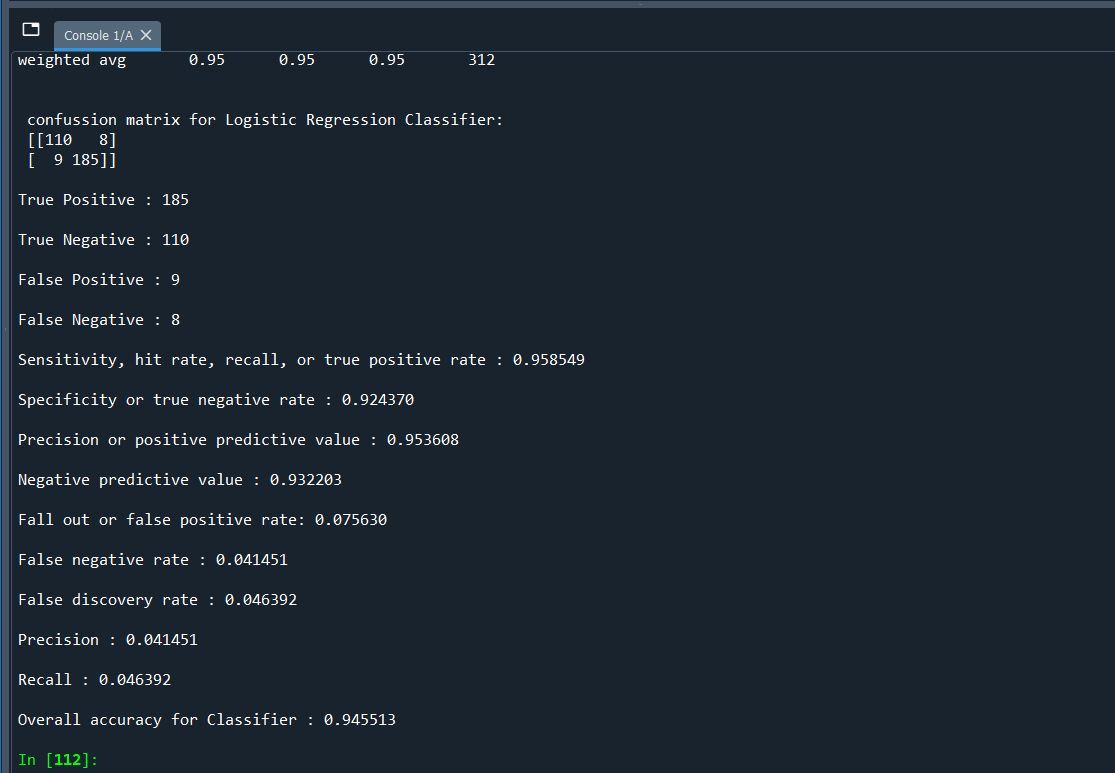 Console 1/A
weighted avg 0.95 0.95 0.95 312
confussion matrix for Logistic Regression Classifier:
[[110 8]
[ 9 185]]
True Positive : 185
True Negative : 110
False Positive : 9
False Negative : 8
Sensitivity, hit rate, recall, or true positive rate : 0.958549
Specificity or true negative rate : 0.924370
Precision or positive predictive value : 0.953608
Negative predictive value : 0.932203
Fall out or false positive rate: 0.075630
False negative rate : 0.041451
False discovery rate : 0.046392
Precision : 0.041451
Recall : 0.046392
Overall accuracy for Classifier : 0.945513
In [112]: